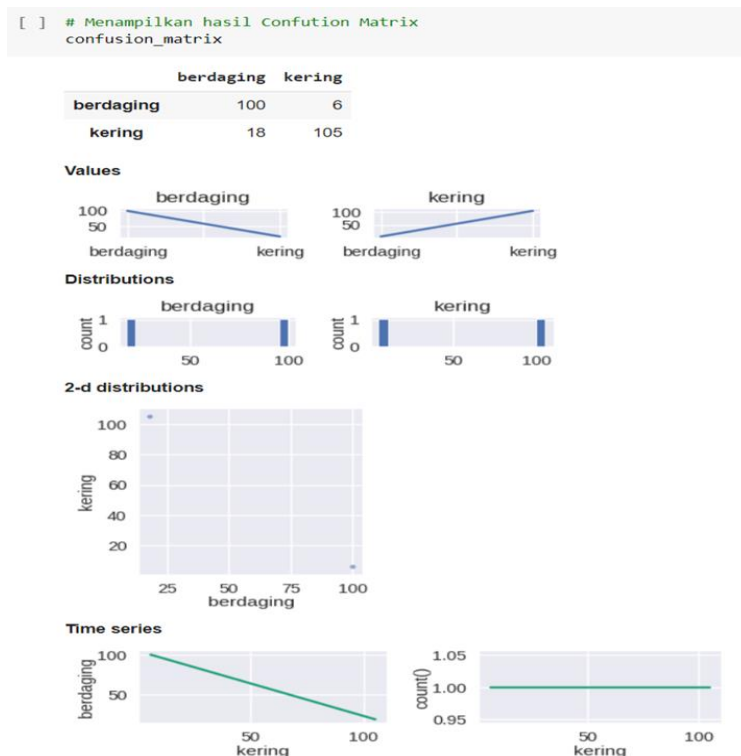 [ ] # Menampilkan hasil Confution Matrix
confusion_matrix
berdaging kering
berdaging 100 6
kering 18 105
Values
berdaging
100
50
berdaging kering
kering
100
50
berdaging kering
Distributions
berdaging
count
1
0
50 100
kering
count
1
0
50 100
2-d distributions
kering
100
80
60
40
20
25 50 75 100
berdaging
Time series
berdaging
100
50
50 100
kering
count()
1.05
1.00
0.95
50 100
kering